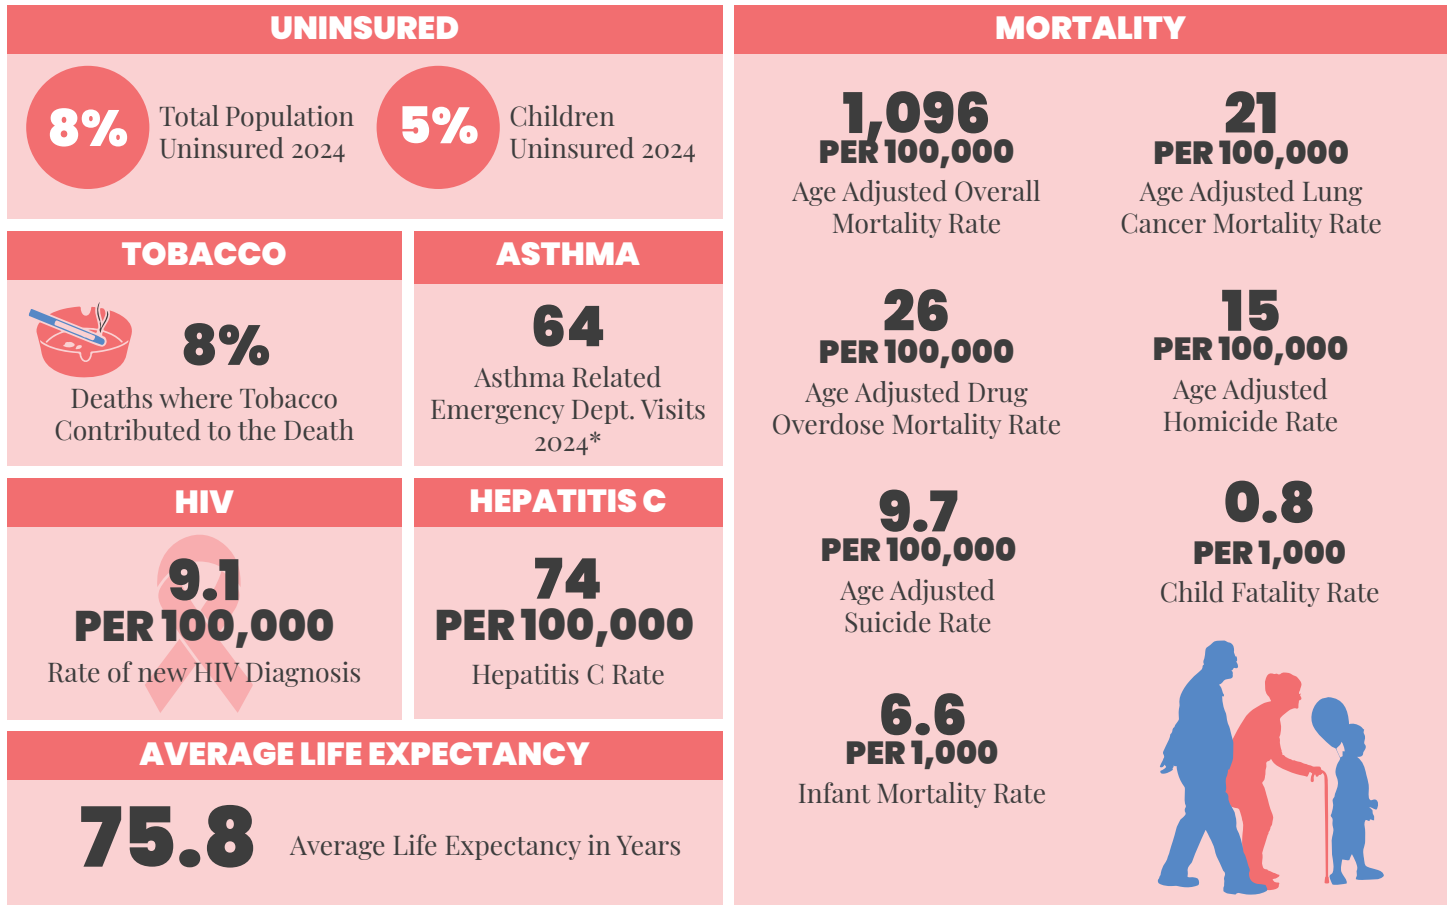 UNINSURED
8%
Total Population
Uninsured 2024
5%
Children
Uninsured 2024
TOBACCO
8%
Deaths where Tobacco
Contributed to the Death
ASTHMA
64
Asthma Related
Emergency Dept. Visits
2024*
HIV
9.1
PER 100,000
Rate of new HIV Diagnosis
HEPATITIS C
74
PER 100,000
Hepatitis C Rate
AVERAGE LIFE EXPECTANCY
75.8
Average Life Expectancy in Years
MORTALITY
1,096
PER 100,000
Age Adjusted Overall
Mortality Rate
21
PER 100,000
Age Adjusted Lung
Cancer Mortality Rate
26
PER 100,000
Age Adjusted Drug
Overdose Mortality Rate
15
PER 100,000
Age Adjusted
Homicide Rate
9.7
PER 100,000
Age Adjusted
Suicide Rate
0.8
PER 1,000
Child Fatality Rate
6.6
PER 1,000
Infant Mortality Rate